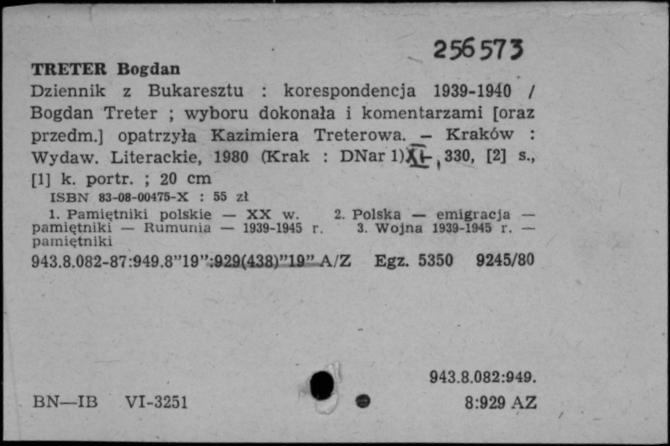 256573
TRETER Bogdan
Dziennik z Bukaresztu : korespondencja 1939-1940 /
Bogdan Treter ; wyboru dokonała i komentarzami [oraz
przedm.] opatrzyła Kazimiera Treterowa. — Kraków :
Wydaw. Literackie, 1980 (Krak : DNar 1) , 330, [2] s.,
[1] k. portr. ; 20 cm
ISBN 83-08-00475-X : 55 zł
1. Pamiętniki polskie — XX w. 2. Polska — emigracja —
pamiętniki — Rumunia — 1939-1945 r. 3. Wojna 1939-1945 r. —
pamiętniki
943.8.082-87:949.8"19":929(438)"19" A/Z Egz. 5350 9245/80
943.8.082:949.
BN—IB VI-3251 8:929 AZ